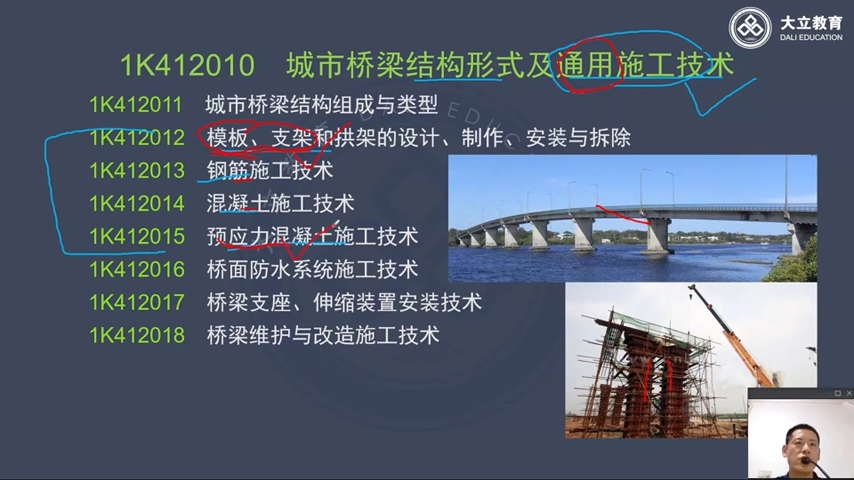 大立教育
DALI EDUCATION
1K412010 城市桥梁结构形式及通用施工技术
1K412011 城市桥梁结构组成与类型
1K412012 模板、支架和拱架的设计、制作、安装与拆除
1K412013 钢筋施工技术
1K412014 混凝土施工技术
1K412015 预应力混凝土施工技术
1K412016 桥面防水系统施工技术
1K412017 桥梁支座、伸缩装置安装技术
1K412018 桥梁维护与改造施工技术